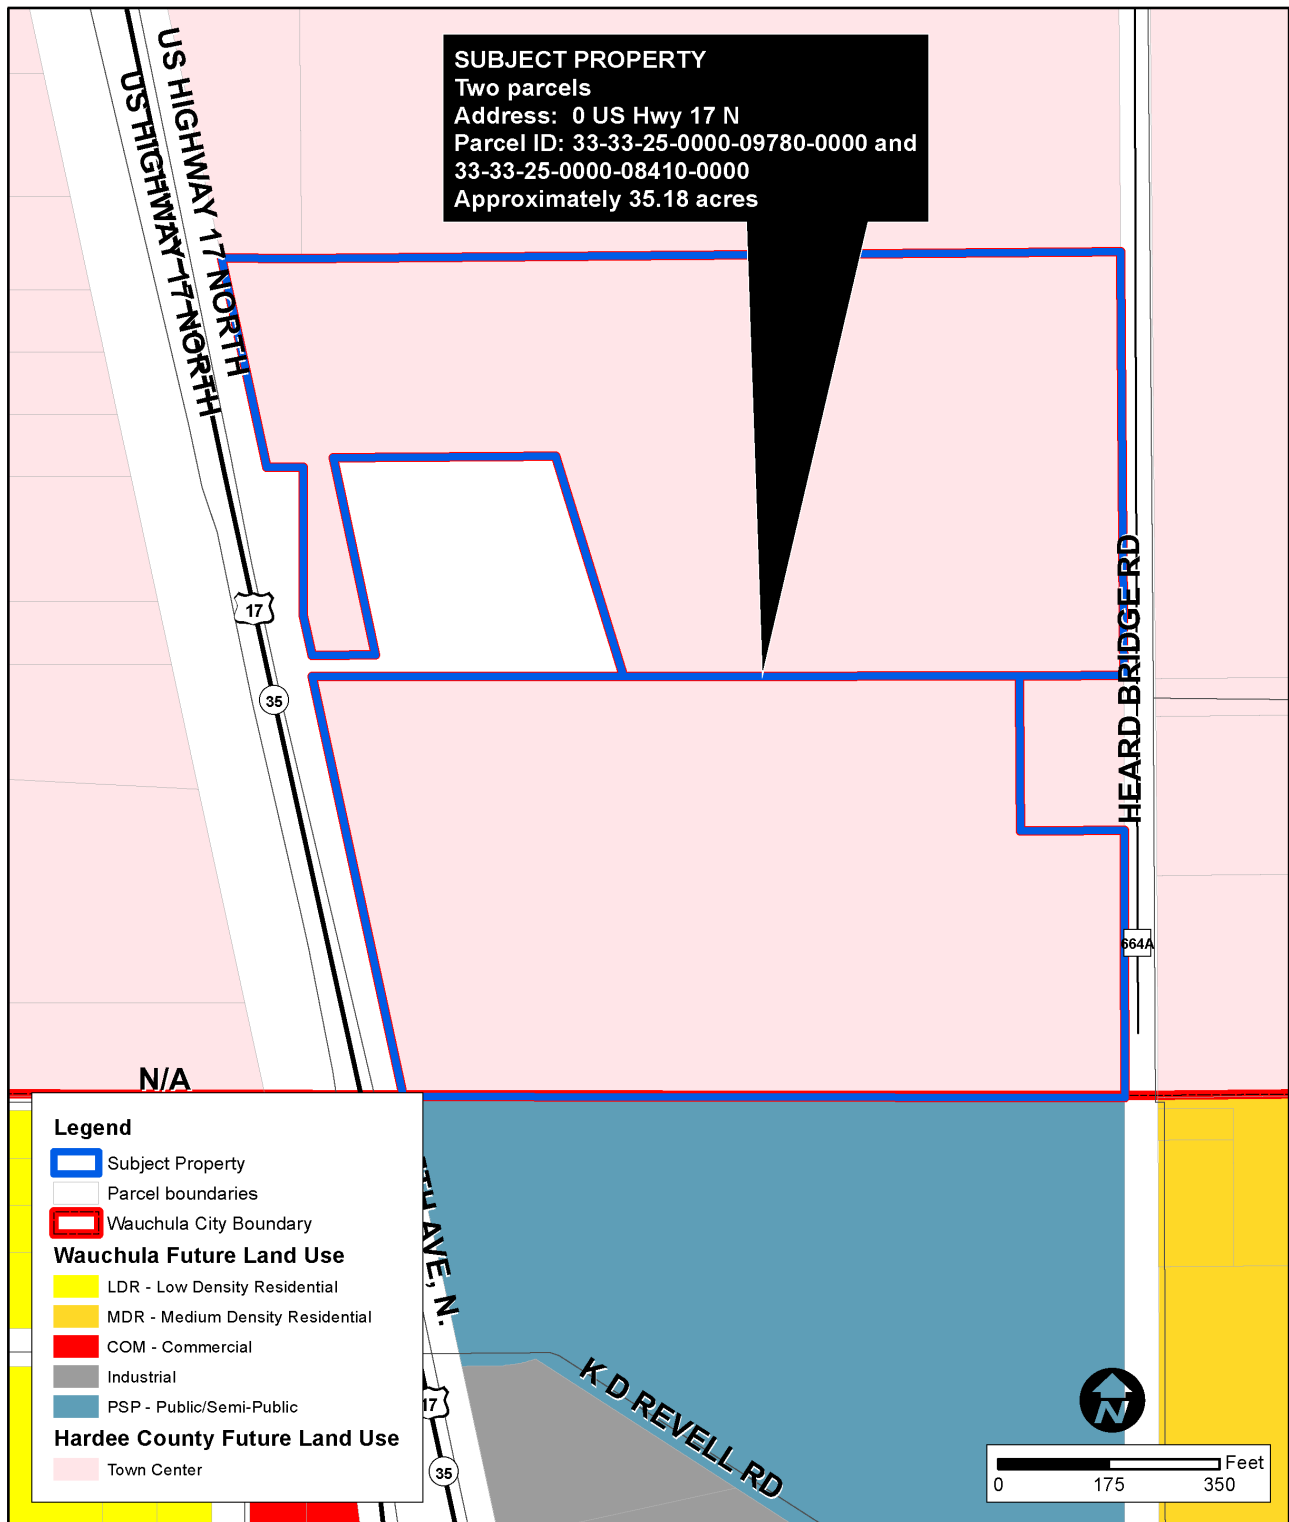 SUBJECT PROPERTY
Two parcels
Address: 0 US Hwy 17 N
Parcel ID: 33-33-25-0000-09780-0000 and
33-33-25-0000-08410-0000
Approximately 35.18 acres
US HIGHWAY 17 NORTH
US HIGHWAY 17 NORTH
17
35
HEARD BRIDGE RD
664A
N/A
Legend
Subject Property
Parcel boundaries
Wauchula City Boundary
Wauchula Future Land Use
LDR - Low Density Residential
MDR - Medium Density Residential
COM - Commercial
Industrial
PSP - Public/Semi-Public
Hardee County Future Land Use
Town Center
TH AVE, N.
17
35
K D REVELL RD
N
Feet
0 175 350